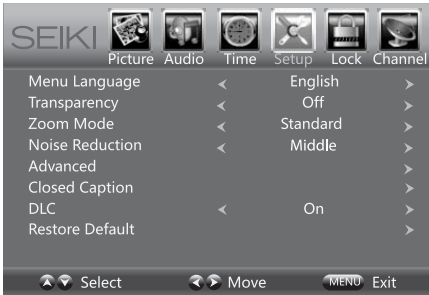 SEIKI
Picture Audio Time Setup Lock Channel
Menu Language English
Transparency Off
Zoom Mode Standard
Noise Reduction Middle
Advanced
Closed Caption
DLC On
Restore Default
Select Move MENU Exit